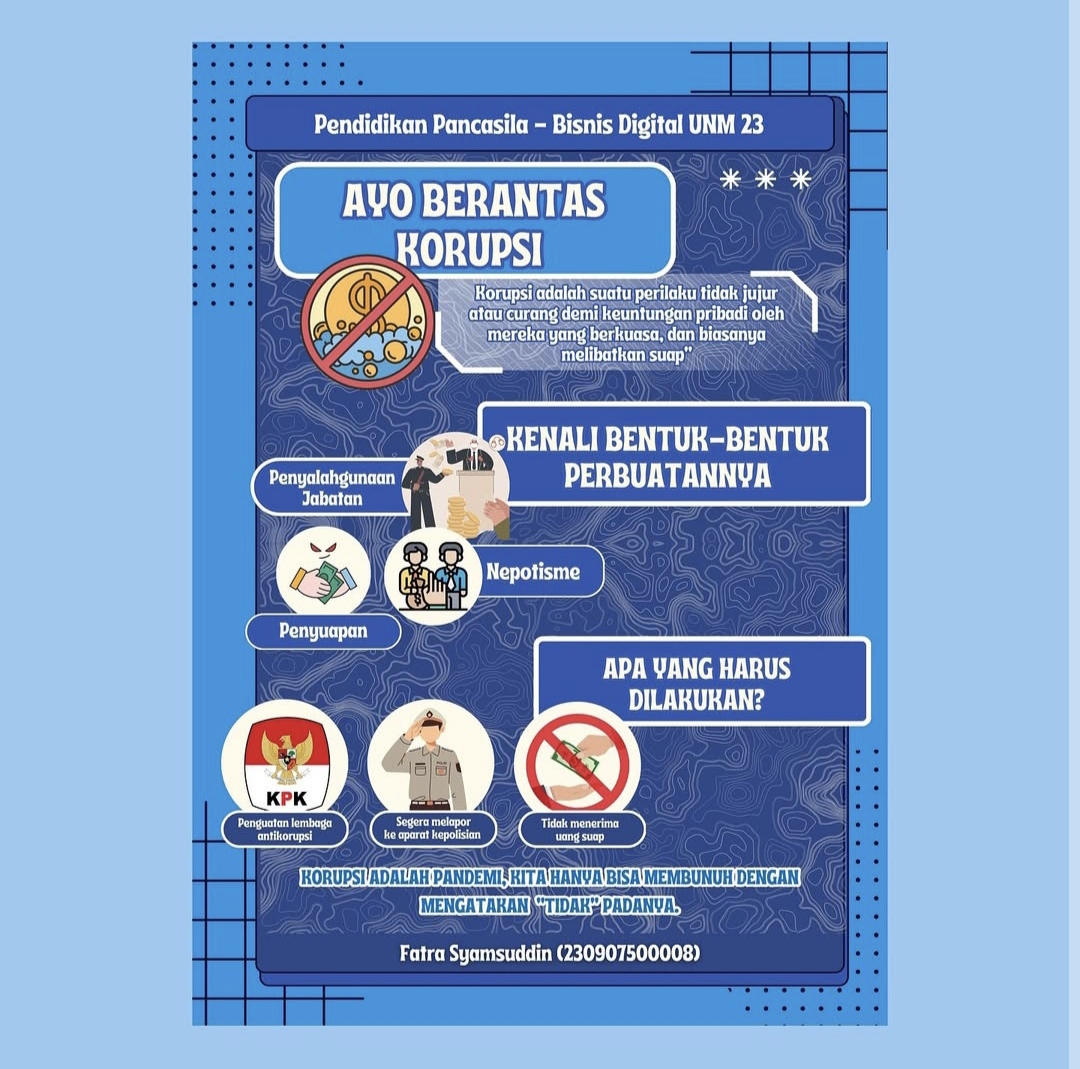 Pendidikan Pancasila – Bisnis Digital UNM 23
AYO BERANTAS
KORUPSI
Korupsi adalah suatu perilaku tidak jujur
atau curang demi keuntungan pribadi oleh
mereka yang berkuasa, dan biasanya
melibatkan suap"
KENALI BENTUK-BENTUK
PERBUATANNYA
Penyalahgunaan
Jabatan
Nepotisme
Penyuapan
APA YANG HARUS
DILAKUKAN?
KPK
POLISI
Penguatan lembaga
antikorupsi
Segera melapor
ke aparat kepolisian
Tidak menerima
uang suap
KORUPSI ADALAH PANDEMI, KITA HANYA BISA MEMBUNUH DENGAN
MENGATAKAN "TIDAK" PADANYA.
Fatra Syamsuddin (230907500008)